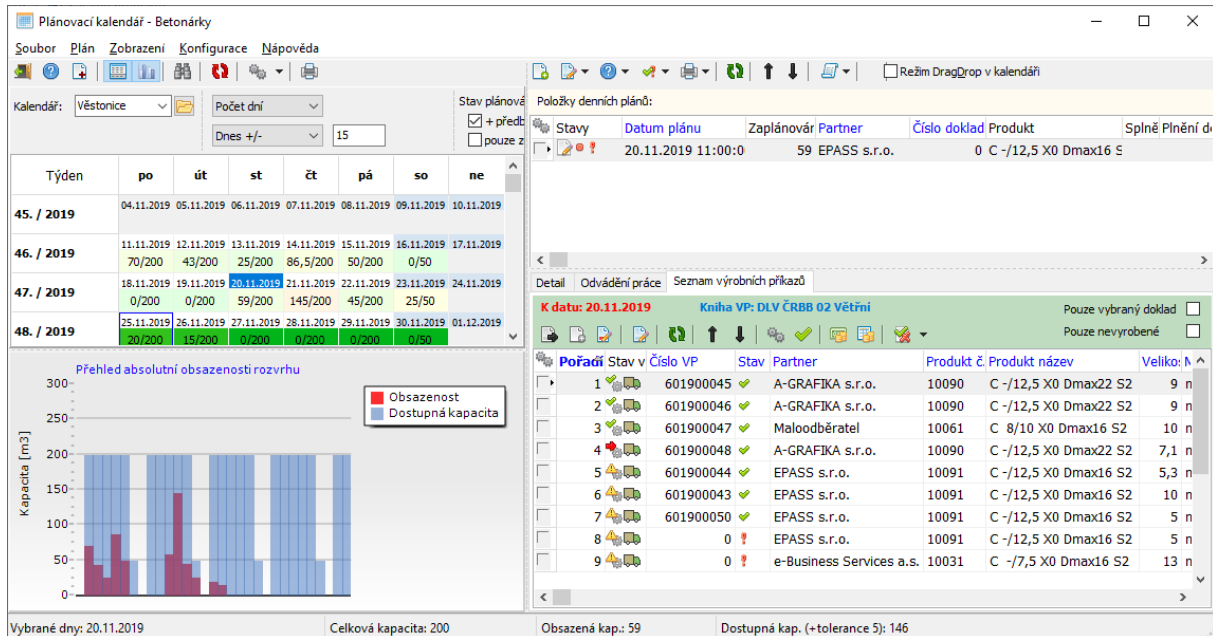 Plánovací kalendář - Betonárky
Soubor Plán Zobrazení Konfigurace Nápověda
Režim DragDrop v kalendáři
Kalendář: Věstonice Počet dní Stav plánová
+ předb
Dnes +/- 15 pouze z
Týden po út st čt pá so ne
45. / 2019 04.11.2019 05.11.2019 06.11.2019 07.11.2019 08.11.2019 09.11.2019 10.11.2019
46. / 2019 11.11.2019 12.11.2019 13.11.2019 14.11.2019 15.11.2019 16.11.2019 17.11.2019
70/200 43/200 25/200 86,5/200 50/200 0/50
47. / 2019 18.11.2019 19.11.2019 20.11.2019 21.11.2019 22.11.2019 23.11.2019 24.11.2019
0/200 0/200 59/200 145/200 45/200 25/50
48. / 2019 25.11.2019 26.11.2019 27.11.2019 28.11.2019 29.11.2019 30.11.2019 01.12.2019
20/200 15/200 0/200 0/200 0/200 0/50
Přehled absolutní obsazenosti rozvrhu
Obsazenost
Dostupná kapacita
Kapacita [m3]
300
250
200
150
100
50
0
Položky denních plánů:
Stavy Datum plánu Zaplánovár Partner Číslo doklad Produkt Splně Plnění d
20.11.2019 11:00:0 59 EPASS s.r.o. 0 C -/12,5 X0 Dmax16 S
Detail Odvádění práce Seznam výrobních příkazů
K datu: 20.11.2019 Kniha VP: DLV ČRBB 02 Větřni Pouze vybraný doklad
Pouze nevyrobené
Pořadí Stav v Číslo VP Stav Partner Produkt č. Produkt název Velikos M
1 601900045 A-GRAFIKA s.r.o. 10090 C -/12,5 X0 Dmax22 S2 9 n
2 601900046 A-GRAFIKA s.r.o. 10090 C -/12,5 X0 Dmax22 S2 9 n
3 601900047 Maloodběratel 10061 C 8/10 X0 Dmax16 S2 10 n
4 601900048 A-GRAFIKA s.r.o. 10090 C -/12,5 X0 Dmax22 S2 7,1 n
5 601900044 EPASS s.r.o. 10091 C -/12,5 X0 Dmax16 S2 5,3 n
6 601900043 EPASS s.r.o. 10091 C -/12,5 X0 Dmax16 S2 10 n
7 601900050 EPASS s.r.o. 10091 C -/12,5 X0 Dmax16 S2 5 n
8 0 EPASS s.r.o. 10091 C -/12,5 X0 Dmax16 S2 5 n
9 0 e-Business Services a.s. 10031 C -/7,5 X0 Dmax16 S2 13 n
Vybrané dny: 20.11.2019 Celková kapacita: 200 Obsazená kap.: 59 Dostupná kap. (+tolerance 5): 146